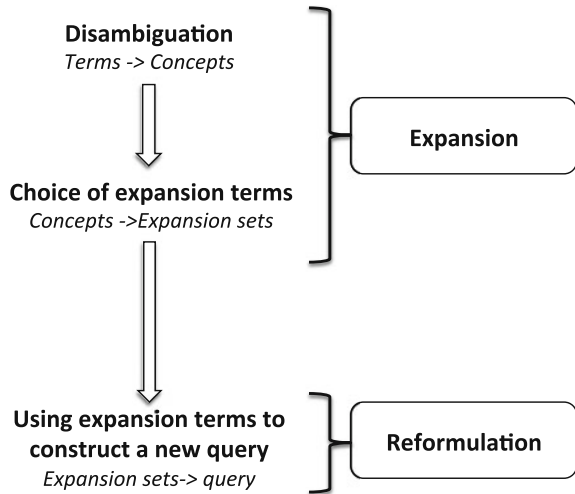 Disambiguation
Terms -> Concepts
Expansion
Choice of expansion terms
Concepts ->Expansion sets
Using expansion terms to
construct a new query
Expansion sets-> query
Reformulation